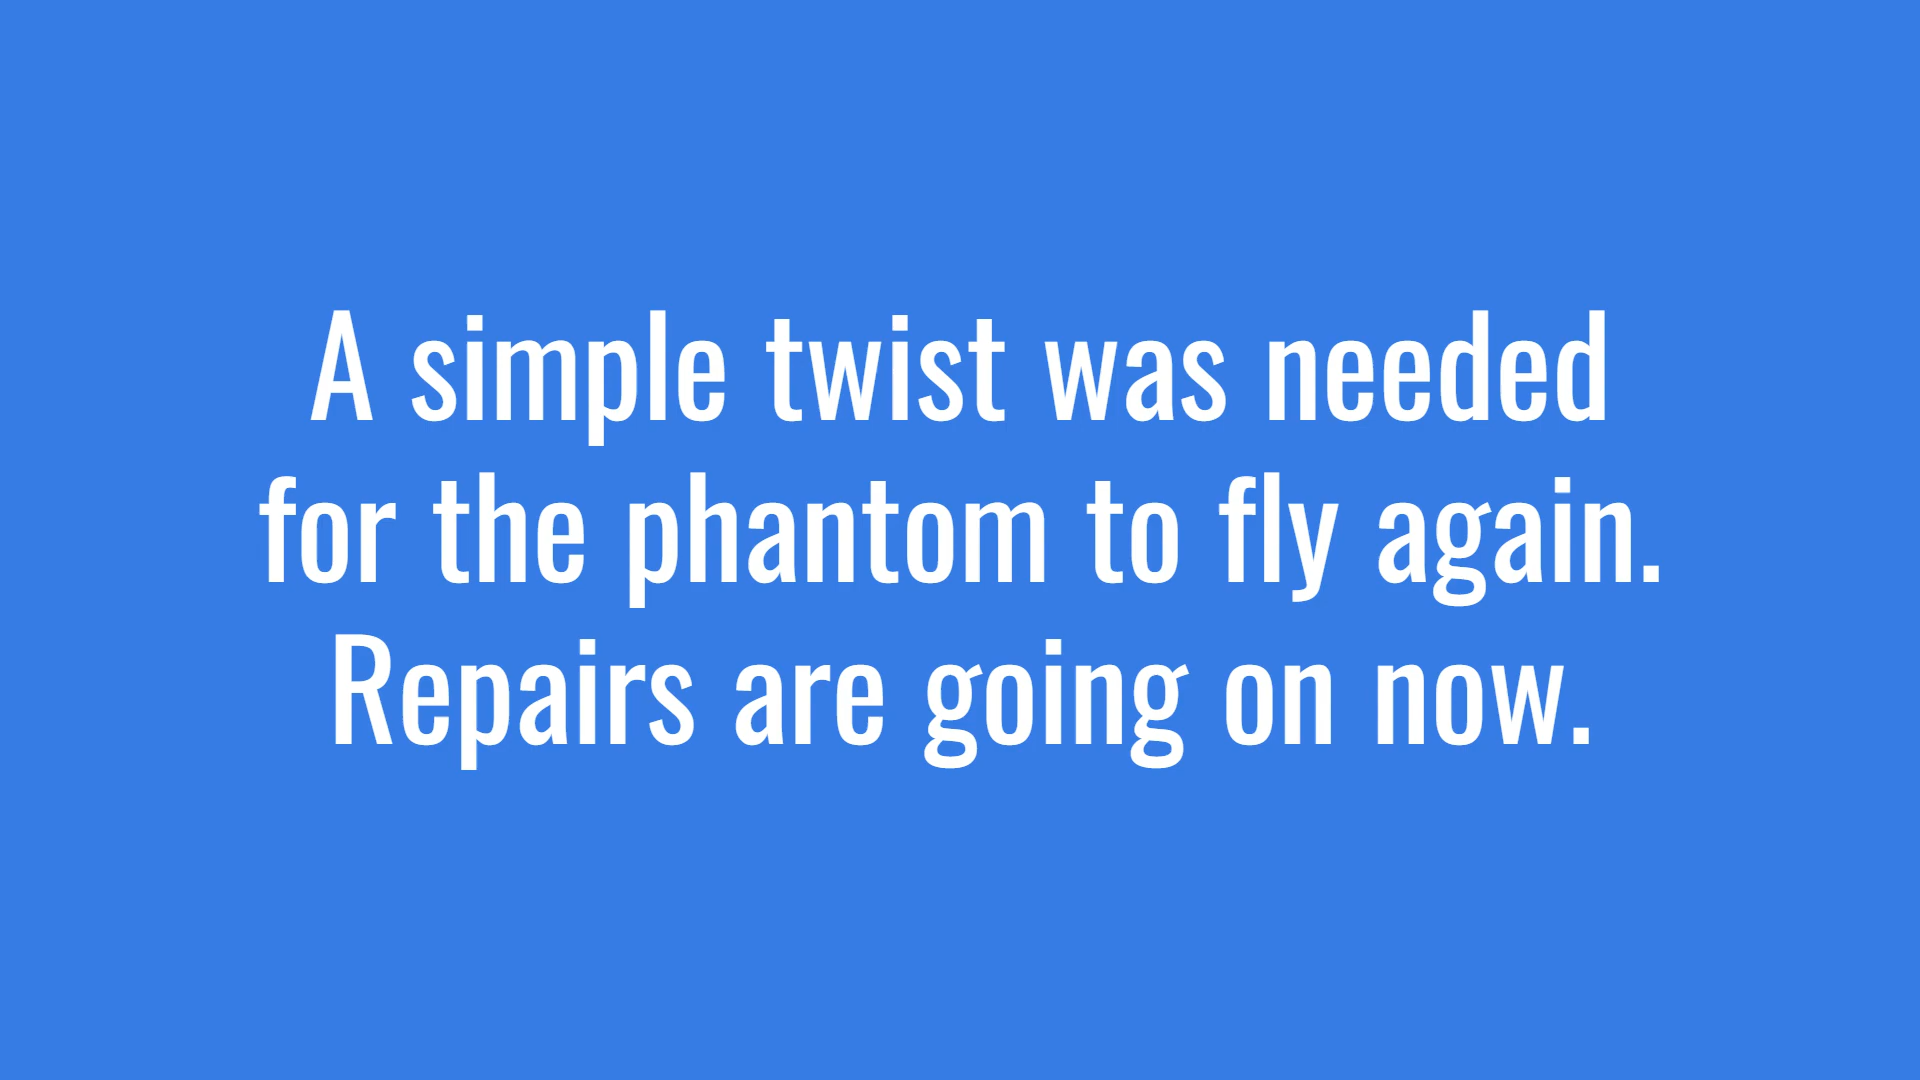 A simple twist was needed
for the phantom to fly again.
Repairs are going on now.